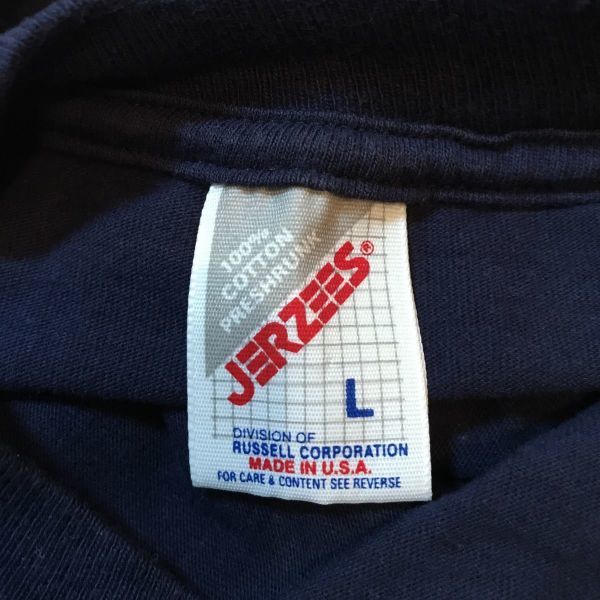 100%
COTTON
PRESHRUNK
JERZEES®
L
DIVISION OF
RUSSELL CORPORATION
MADE IN U.S.A.
FOR CARE & CONTENT SEE REVERSE